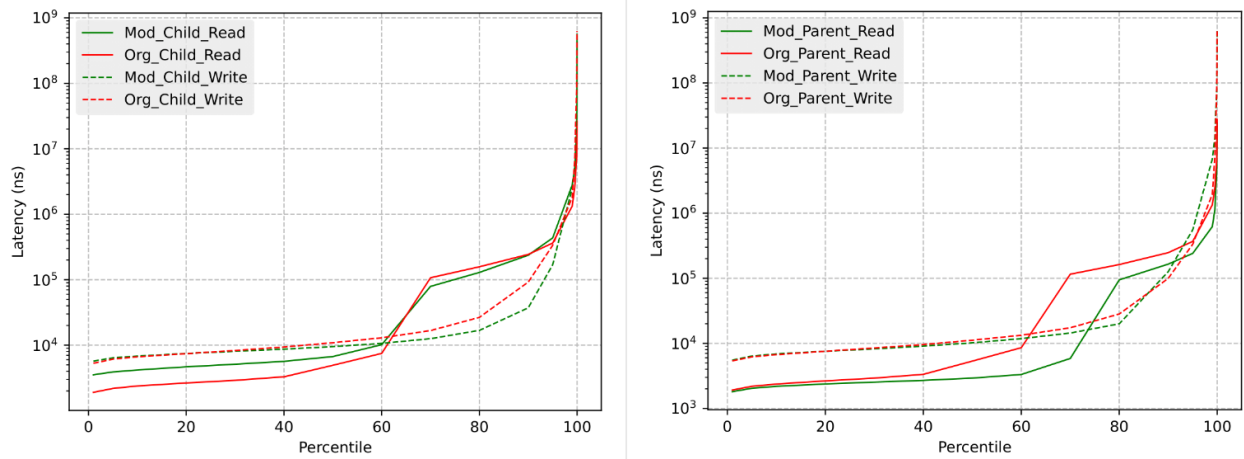 10^9
10^8
10^7
10^6
10^5
10^4
Latency (ns)
Mod_Child_Read
Org_Child_Read
Mod_Child_Write
Org_Child_Write
0 20 40 60 80 100
Percentile
10^9
10^8
10^7
10^6
10^5
10^4
10^3
Latency (ns)
Mod_Parent_Read
Org_Parent_Read
Mod_Parent_Write
Org_Parent_Write
0 20 40 60 80 100
Percentile